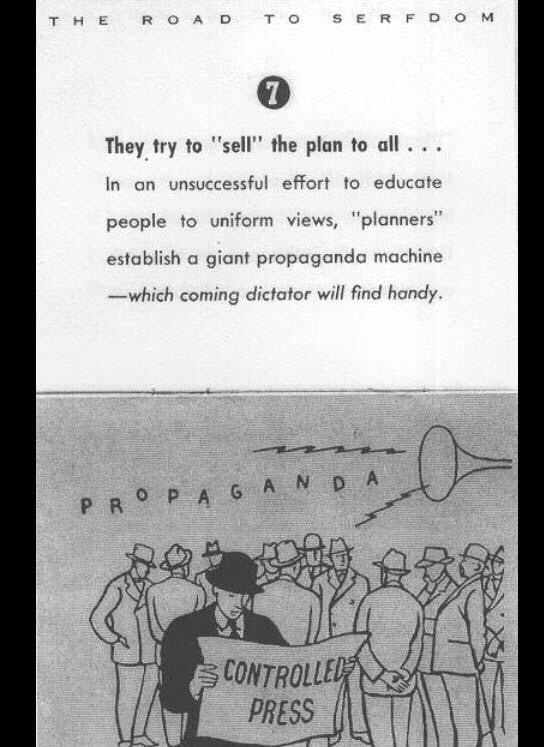 THE ROAD TO SERFDOM
7
They try to "sell" the plan to all . . .
In an unsuccessful effort to educate
people to uniform views, "planners"
establish a giant propaganda machine
—which coming dictator will find handy.
PROPAGANDA
CONTROLLED
PRESS